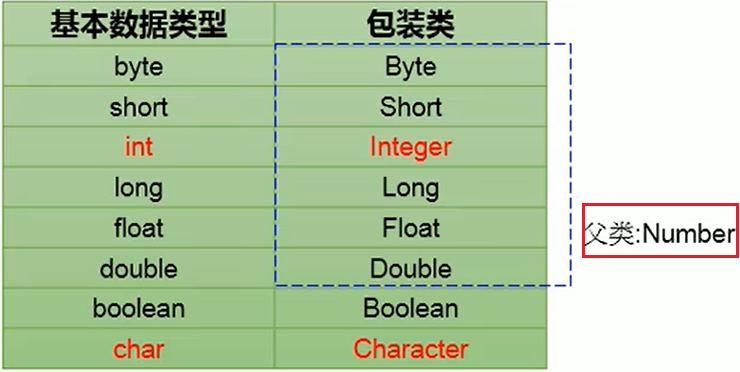 基本数据类型 包装类
byte Byte
short Short
int Integer
long Long
float Float
double Double
boolean Boolean
char Character
父类:Number